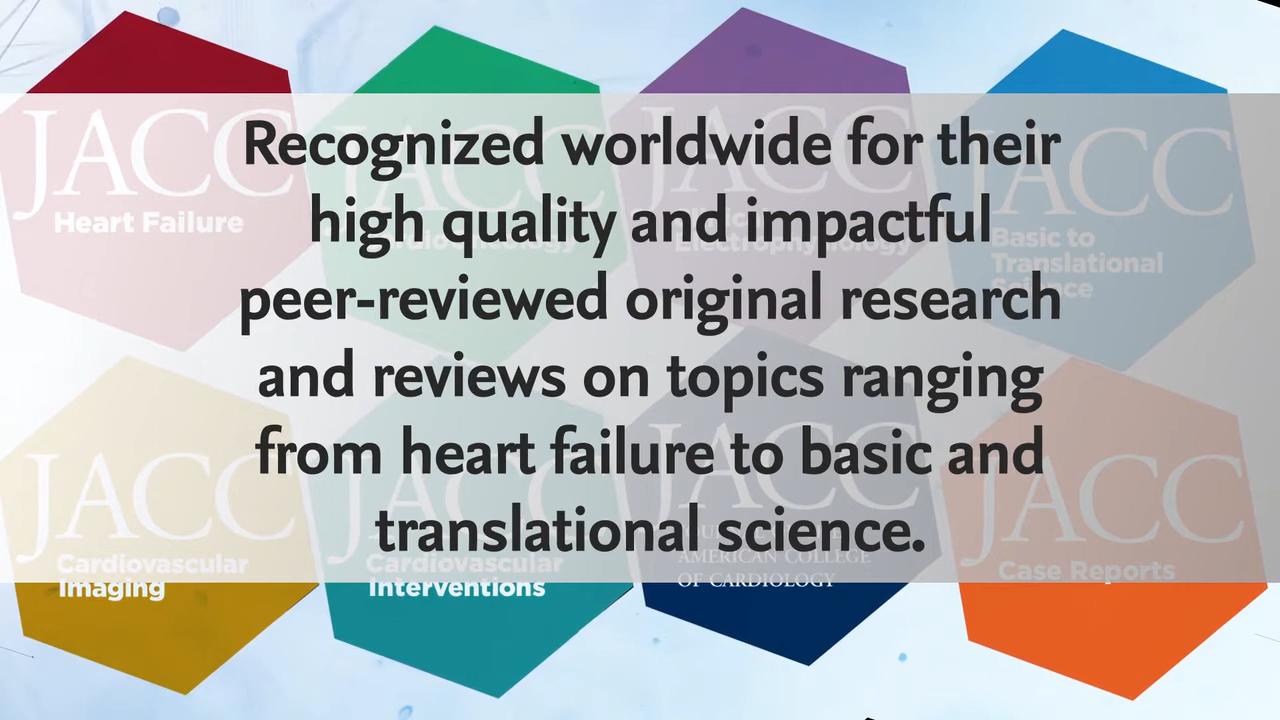 Recognized worldwide for their
high quality and impactful
peer-reviewed original research
and reviews on topics ranging
from heart failure to basic and
translational science.
JACC
Heart Failure
JACC
JACC
Electrophysiology
JACC
Basic to
Translational
Science
JACC
Cardiovascular
Imaging
JACC
Cardiovascular
Interventions
JACC
AMERICAN COLLEGE
OF CARDIOLOGY
JACC
Case Reports